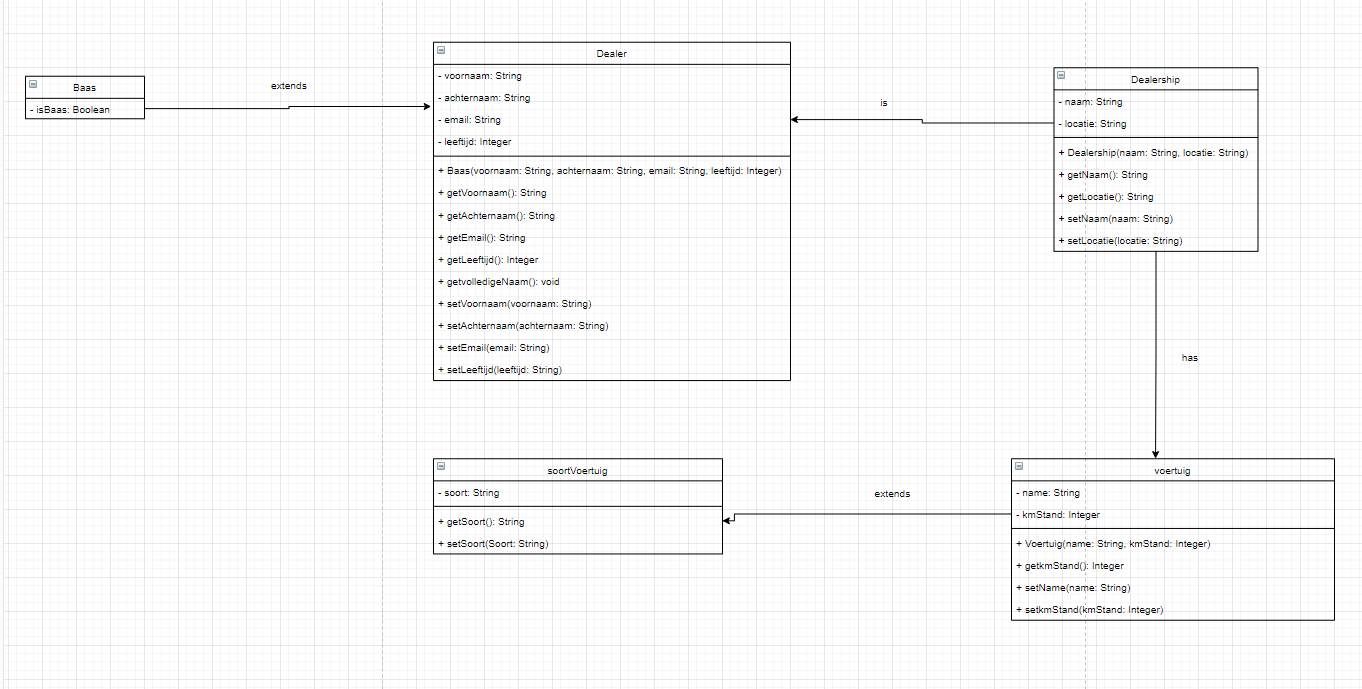 Baas
- isBaas: Boolean
extends
Dealer
- voornaam: String
- achternaam: String
- email: String
- leeftijd: Integer
+ Baas(voornaam: String, achternaam: String, email: String, leeftijd: Integer)
+ getVoornaam(): String
+ getAchternaam(): String
+ getEmail(): String
+ getLeeftijd(): Integer
+ getvolledigeNaam(): void
+ setVoornaam(voornaam: String)
+ setAchternaam(achternaam: String)
+ setEmail(email: String)
+ setLeeftijd(leeftijd: String)
is
Dealership
- naam: String
- locatie: String
+ Dealership(naam: String, locatie: String)
+ getNaam(): String
+ getLocatie(): String
+ setNaam(naam: String)
+ setLocatie(locatie: String)
has
soortVoertuig
- soort: String
+ getSoort(): String
+ setSoort(Soort: String)
extends
voertuig
- name: String
- kmStand: Integer
+ Voertuig(name: String, kmStand: Integer)
+ getkmStand(): Integer
+ setName(name: String)
+ setkmStand(kmStand: Integer)